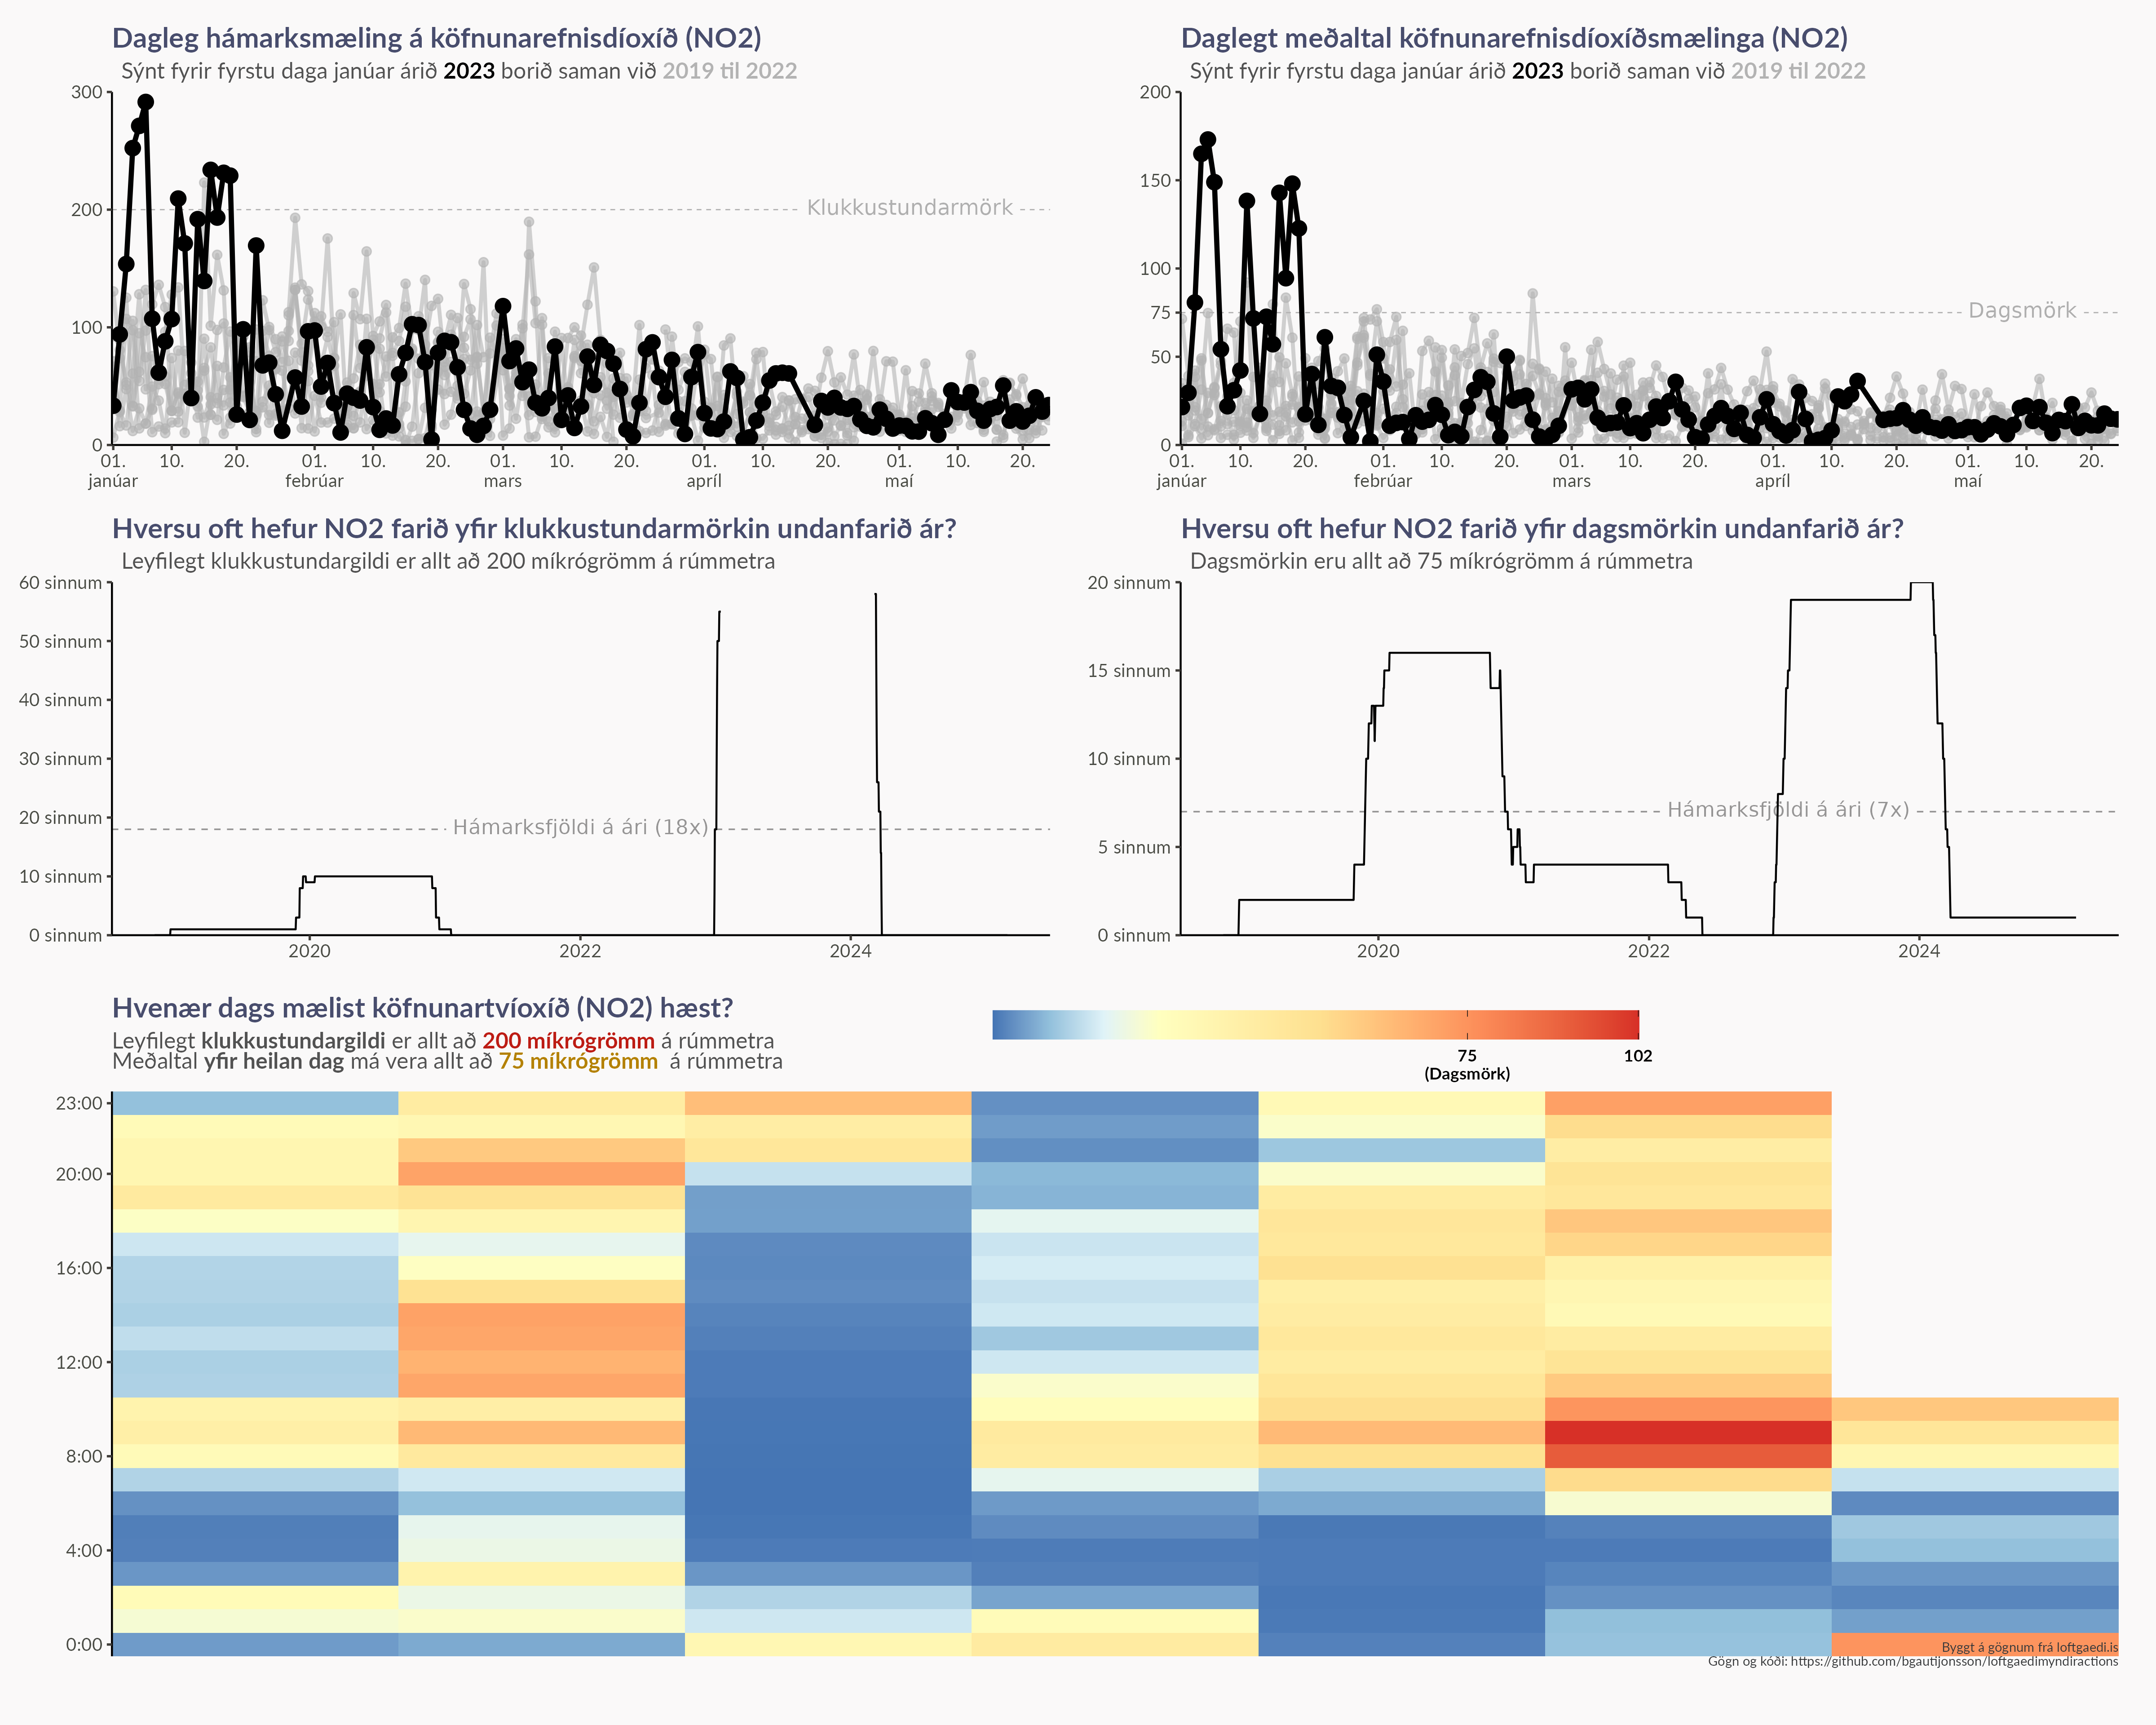 Dagleg hámarksmæling á köfnunarefnisdíoxíð (NO2)
Sýnt fyrir fyrstu daga janúar árið 2023 borið saman við 2019 til 2022
300
200
100
0
Klukkustundarmörk
01. 10. 20. 01. 10. 20. 01. 10. 20. 01. 10. 20. 01. 10. 20.
janúar febrúar mars apríl maí
Daglegt meðaltal köfnunarefnisdíoxíðsmælinga (NO2)
Sýnt fyrir fyrstu daga janúar árið 2023 borið saman við 2019 til 2022
200
150
100
75
50
0
Dagsmörk
01. 10. 20. 01. 10. 20. 01. 10. 20. 01. 10. 20. 01. 10. 20.
janúar febrúar mars apríl maí
Hversu oft hefur NO2 farið yfir klukkustundarmörkin undanfarið ár?
Leyfilegt klukkustundargildi er allt að 200 míkrógrömm á rúmmetra
60 sinnum
50 sinnum
40 sinnum
30 sinnum
20 sinnum
10 sinnum
0 sinnum
Hámarksfjöldi á ári (18x)
2020 2022 2024
Hversu oft hefur NO2 farið yfir dagsmörkin undanfarið ár?
Dagsmörkin eru allt að 75 míkrógrömm á rúmmetra
20 sinnum
15 sinnum
10 sinnum
5 sinnum
0 sinnum
Hámarksfjöldi á ári (7x)
2020 2022 2024
Hvenær dags mælist köfnunartvíoxíð (NO2) hæst?
Leyfilegt klukkustundargildi er allt að 200 míkrógrömm á rúmmetra
Meðaltal yfir heilan dag má vera allt að 75 míkrógrömm á rúmmetra
75 102
(Dagsmörk)
23:00
20:00
16:00
12:00
8:00
4:00
0:00
Byggt á gögnum frá loftgaedi.is
Gögn og kóði: https://github.com/bgautijonsson/loftgaedimyndiractions